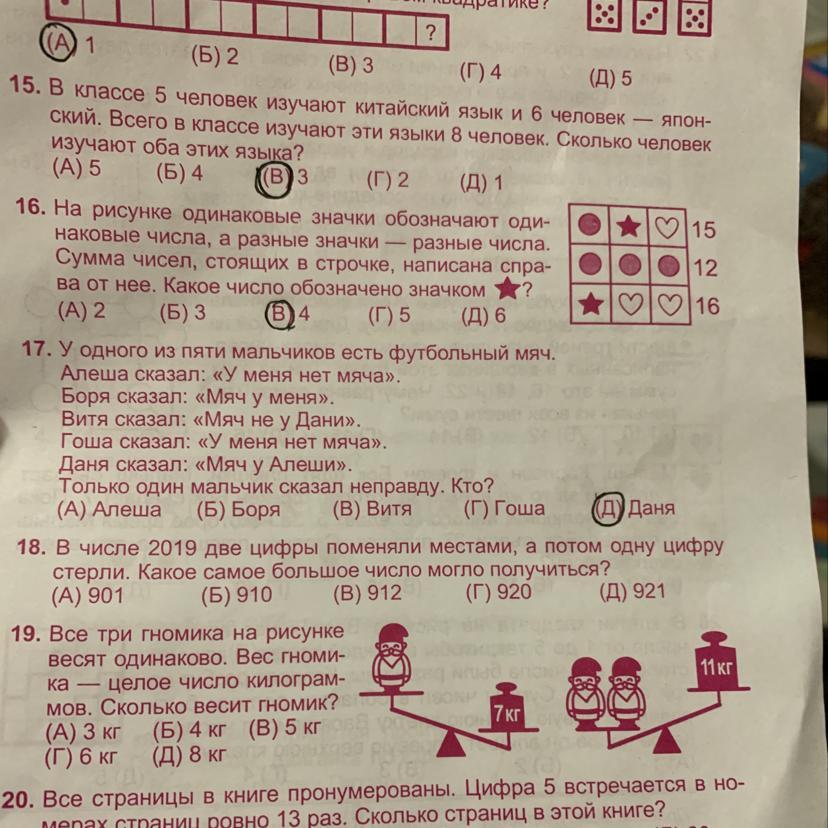 квадратике?
?
(А) 1 (Б) 2 (В) 3 (Г) 4 (Д) 5
15. В классе 5 человек изучают китайский язык и 6 человек — япон-
ский. Всего в классе изучают эти языки 8 человек. Сколько человек
изучают оба этих языка?
(А) 5 (Б) 4 (В) 3 (Г) 2 (Д) 1
16. На рисунке одинаковые значки обозначают оди-
наковые числа, а разные значки — разные числа.
Сумма чисел, стоящих в строчке, написана спра-
ва от нее. Какое число обозначено значком ★?
(А) 2 (Б) 3 (В) 4 (Г) 5 (Д) 6
15
12
16
17. У одного из пяти мальчиков есть футбольный мяч.
Алеша сказал: «У меня нет мяча».
Боря сказал: «Мяч у меня».
Витя сказал: «Мяч не у Дани».
Гоша сказал: «У меня нет мяча».
Даня сказал: «Мяч у Алеши».
Только один мальчик сказал неправду. Кто?
(А) Алеша (Б) Боря (В) Витя (Г) Гоша (Д) Даня
18. В числе 2019 две цифры поменяли местами, а потом одну цифру
стерли. Какое самое большое число могло получиться?
(А) 901 (Б) 910 (В) 912 (Г) 920 (Д) 921
19. Все три гномика на рисунке
весят одинаково. Вес гноми-
ка — целое число килограм-
мов. Сколько весит гномик?
(А) 3 кг (Б) 4 кг (В) 5 кг
(Г) 6 кг (Д) 8 кг
7 кг
11 кг
20. Все страницы в книге пронумерованы. Цифра 5 встречается в но-
мерах страниц ровно 13 раз. Сколько страниц в этой книге?